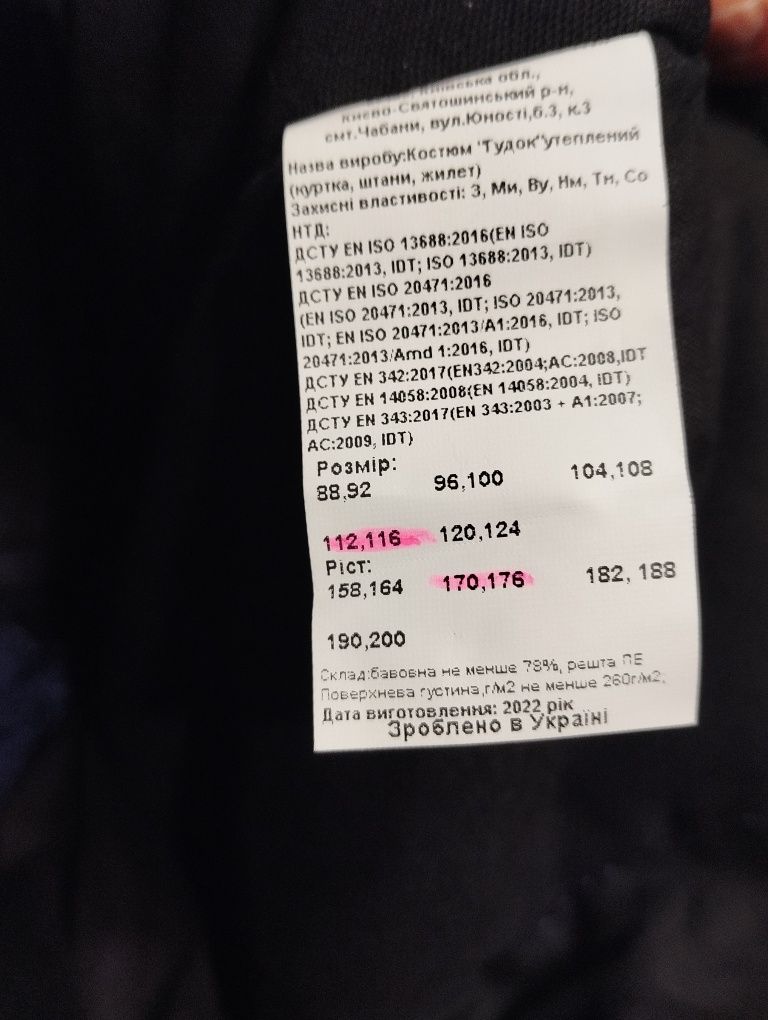 обл.,
Києво-Святошинський р-н,
смт.Чабани, вул.Юності,б.3, к.3
Назва виробу:Костюм "Гудок"утеплений
(куртка, штани, жилет)
Захисні властивості: З, Ми, Ву, Нм, Тн, Со
НТД:
ДСТУ EN ISO 13688:2016(EN ISO
13688:2013, IDT; ISO 13688:2013, IDT)
ДСТУ EN ISO 20471:2016
(EN ISO 20471:2013, IDT; ISO 20471:2013,
IDT; EN ISO 20471:2013/A1:2016, IDT; ISO
20471:2013/Amd 1:2016, IDT)
ДСТУ EN 342:2017(EN342:2004;AC:2008,IDT
ДСТУ EN 14058:2008(EN 14058:2004, IDT)
ДСТУ EN 343:2017(EN 343:2003 + A1:2007;
AC:2009, IDT)
Розмір:
88,92 96,100 104,108
112,116 120,124
Ріст:
158,164 170,176 182, 188
190,200
Склад:бавовна не менше 78%, решта ПЕ
Поверхнева густина,г/м2 не менше 260г/м2;
Дата виготовлення: 2022 рік
Зроблено в Україні